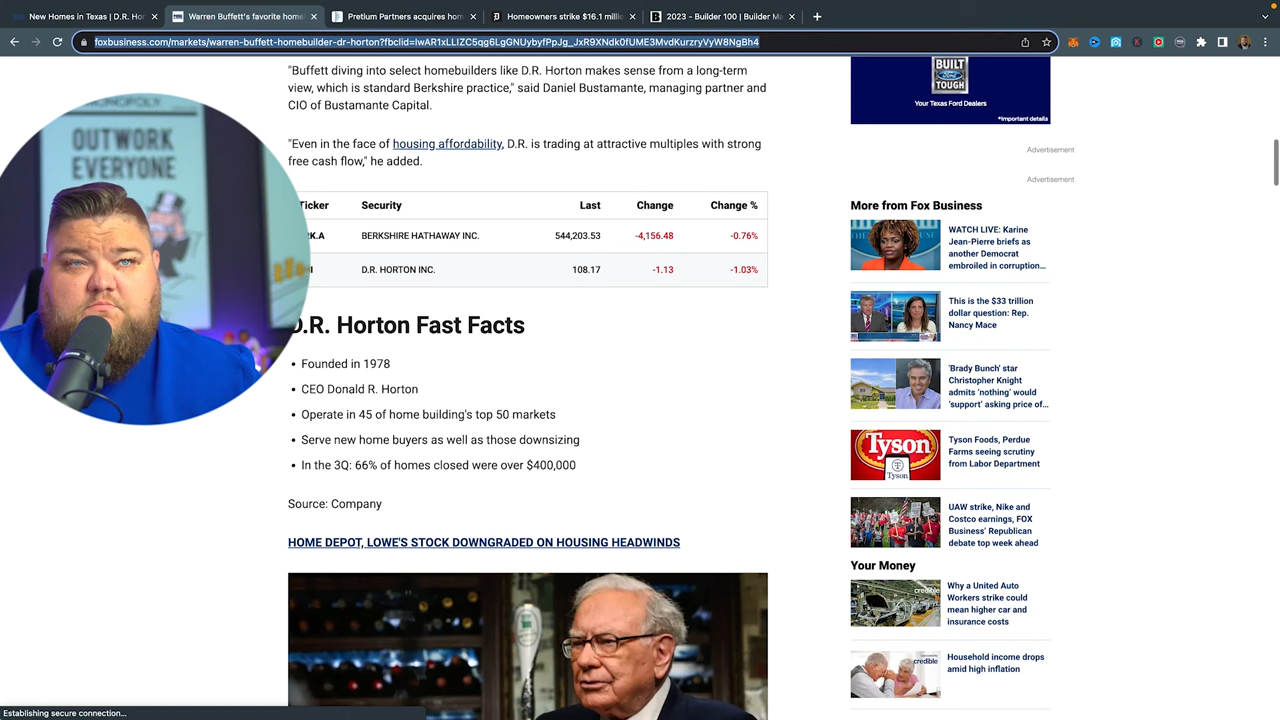 New Homes in Texas | D.R. Hor
Warren Buffett's favorite home
Pretium Partners acquires hom
Homeowners strike $16.1 millio
2023 - Builder 100 | Builder Ma
foxbusiness.com/markets/warren-buffett-homebuilder-dr-horton?fbclid=IwAR1xLLIZC5qg6LgGNUybyfPpJg_JxR9XNdk0fUME3MvdKurzryVyW8NgBh4
"Buffett diving into select homebuilders like D.R. Horton makes sense from a long-term
view, which is standard Berkshire practice," said Daniel Bustamante, managing partner and
CIO of Bustamante Capital.
"Even in the face of housing affordability, D.R. is trading at attractive multiples with strong
free cash flow," he added.
Ticker Security Last Change Change %
K.A BERKSHIRE HATHAWAY INC. 544,203.53 -4,156.48 -0.76%
I D.R. HORTON INC. 108.17 -1.13 -1.03%
D.R. Horton Fast Facts
• Founded in 1978
• CEO Donald R. Horton
• Operate in 45 of home building's top 50 markets
• Serve new home buyers as well as those downsizing
• In the 3Q: 66% of homes closed were over $400,000
Source: Company
HOME DEPOT, LOWE'S STOCK DOWNGRADED ON HOUSING HEADWINDS
OUTWORK
EVERYONE
BUILT
Ford
TOUGH
Your Texas Ford Dealers
*Important details
Advertisement
Advertisement
More from Fox Business
WATCH LIVE: Karine
Jean-Pierre briefs as
another Democrat
embroiled in corruption...
This is the $33 trillion
dollar question: Rep.
Nancy Mace
'Brady Bunch' star
Christopher Knight
admits 'nothing' would
'support' asking price of...
Tyson
Tyson
Tyson Foods, Perdue
Farms seeing scrutiny
from Labor Department
UAW strike, Nike and
Costco earnings, FOX
Business' Republican
debate top week ahead
Your Money
credible
Why a United Auto
Workers strike could
mean higher car and
insurance costs
credible
Household income drops
amid high inflation
Establishing secure connection...